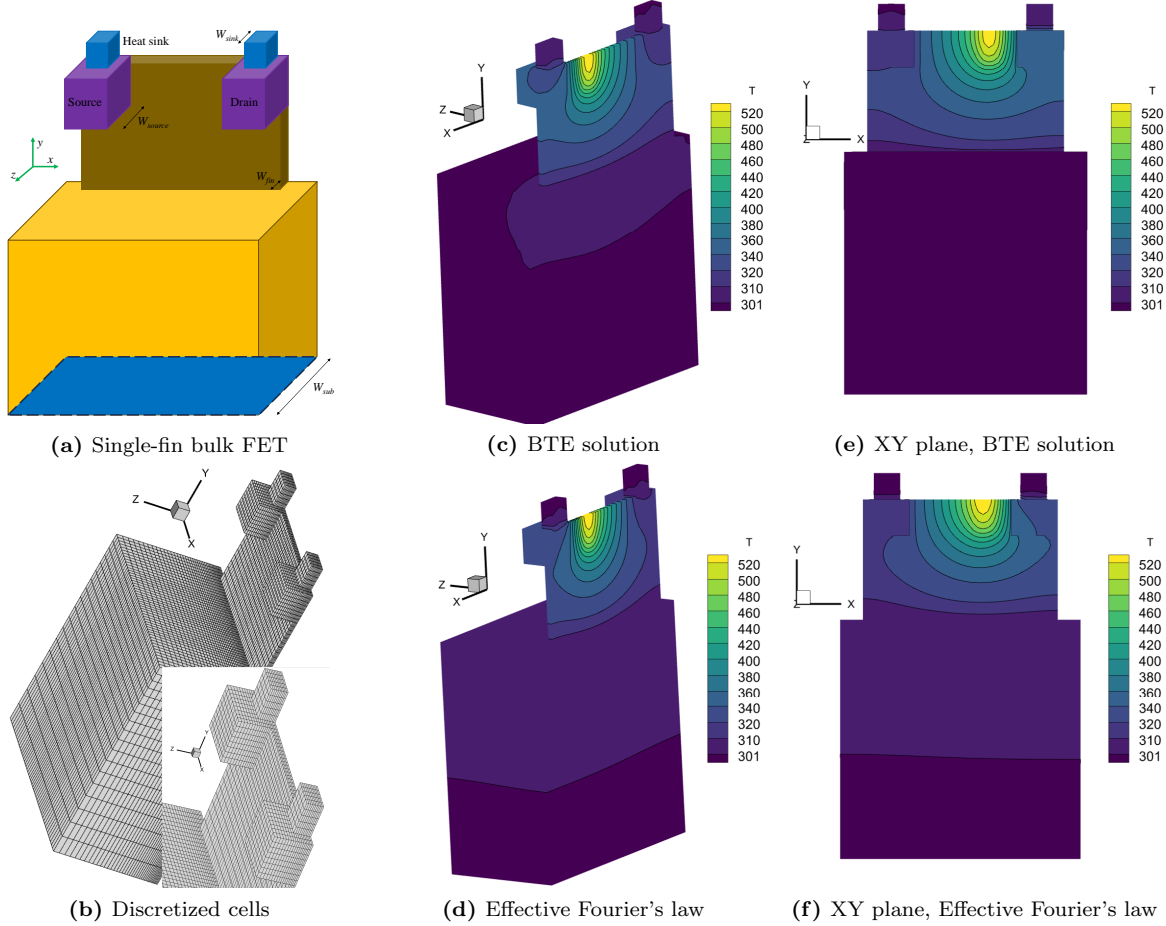 Heat sink
W_sink
Source
Drain
W_source
W_fin
y
x
z
W_sub
(a) Single-fin bulk FET
Y
Z
X
T
520
500
480
460
440
420
400
380
360
340
320
310
301
(c) BTE solution
Y
Z
X
T
520
500
480
460
440
420
400
380
360
340
320
310
301
(e) XY plane, BTE solution
Y
Z
X
Z
Y
X
(b) Discretized cells
Y
Z
X
T
520
500
480
460
440
420
400
380
360
340
320
310
301
(d) Effective Fourier's law
Y
Z
X
T
520
500
480
460
440
420
400
380
360
340
320
310
301
(f) XY plane, Effective Fourier's law